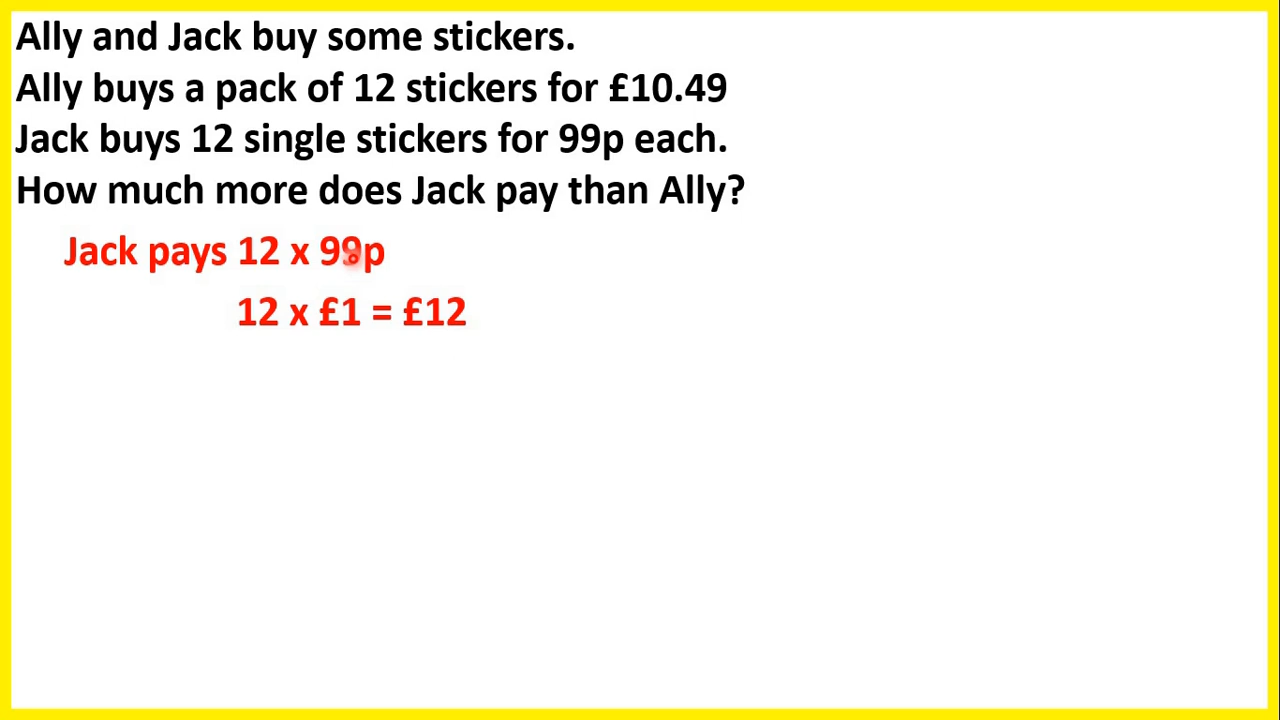 Ally and Jack buy some stickers.
Ally buys a pack of 12 stickers for £10.49
Jack buys 12 single stickers for 99p each.
How much more does Jack pay than Ally?
Jack pays 12 x 99p
12 x £1 = £12